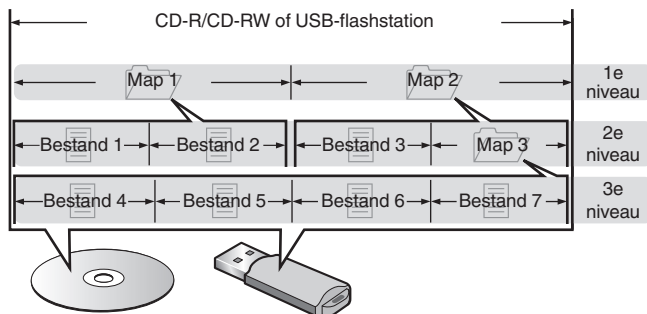 CD-R/CD-RW of USB-flashstation
Map 1 Map 2 1e niveau
Bestand 1 Bestand 2 Bestand 3 Map 3 2e niveau
Bestand 4 Bestand 5 Bestand 6 Bestand 7 3e niveau